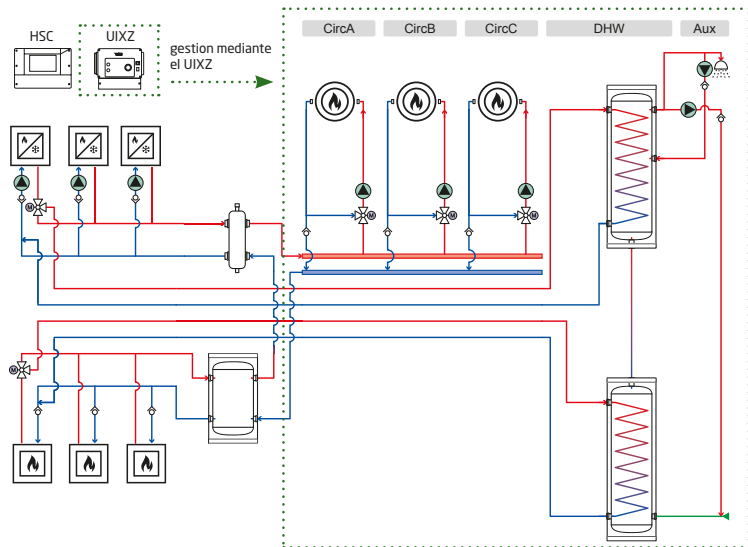 HSC
UIXZ
gestion mediante
el UIXZ
CircA
CircB
CircC
DHW
Aux
M
M
M
M
M